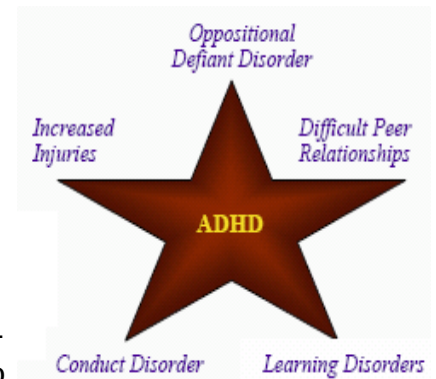 Oppositional
Defiant Disorder
Increased
Injuries
Difficult Peer
Relationships
ADHD
Conduct Disorder
Learning Disorders